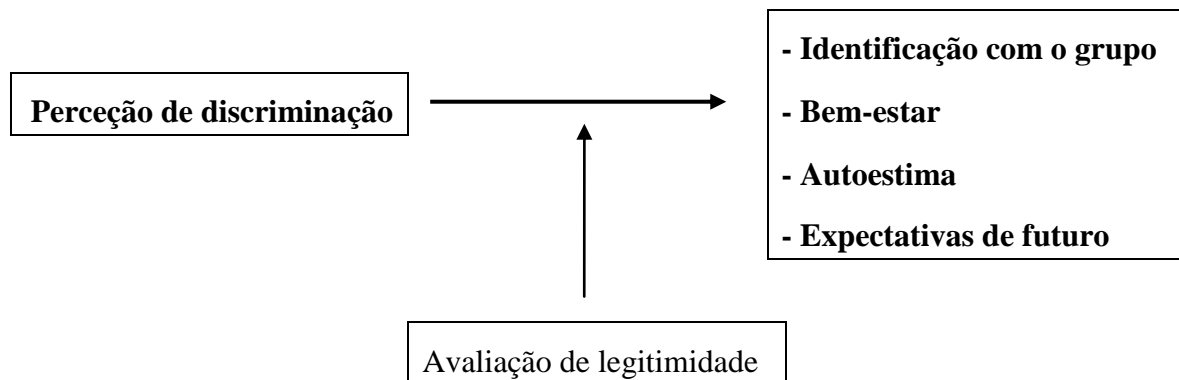 - Identificação com o grupo
Perceção de discriminação
- Bem-estar
- Autoestima
- Expectativas de futuro
Avaliação de legitimidade